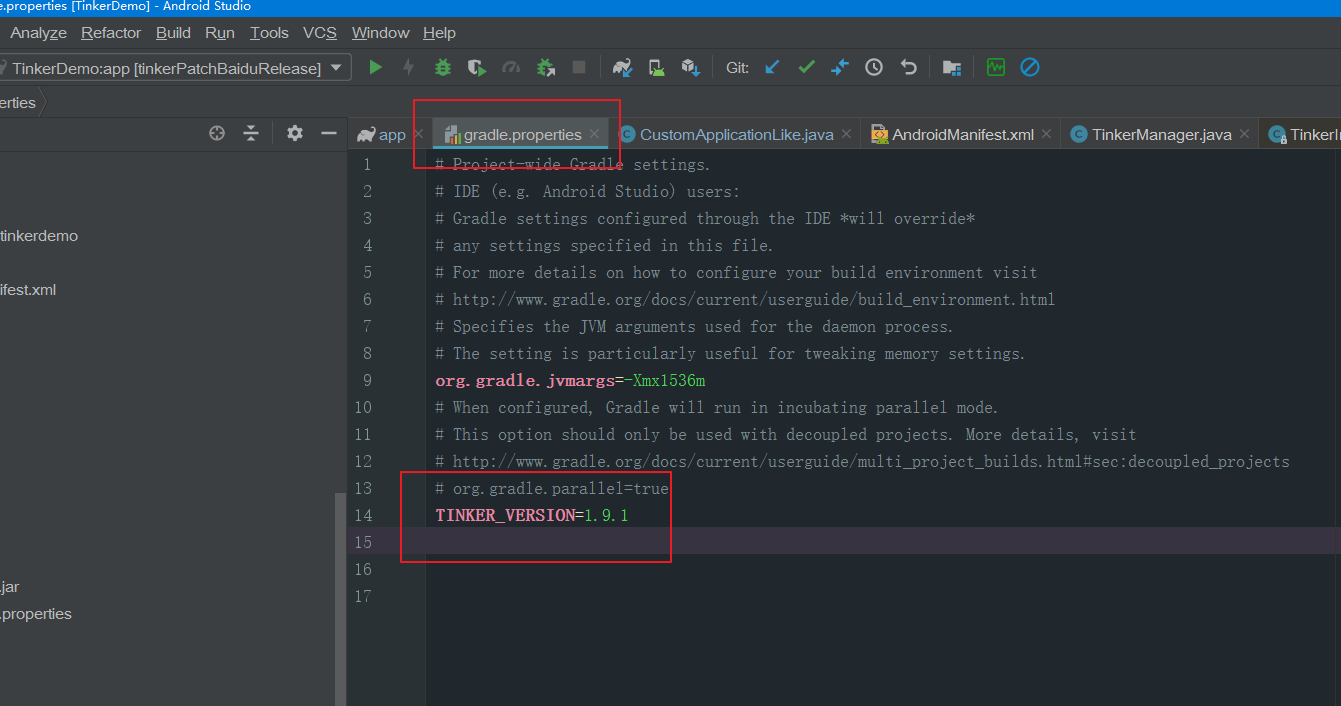 e.properties [TinkerDemo] - Android Studio
Analyze Refactor Build Run Tools VCS Window Help
TinkerDemo:app [tinkerPatchBaiduRelease] Git:
erties
app gradle.properties CustomApplicationLike.java AndroidManifest.xml TinkerManager.java TinkerI
1 # Project-wide Gradle settings.
2 # IDE (e.g. Android Studio) users:
3 # Gradle settings configured through the IDE *will override*
4 # any settings specified in this file.
5 # For more details on how to configure your build environment visit
6 # http://www.gradle.org/docs/current/userguide/build_environment.html
7 # Specifies the JVM arguments used for the daemon process.
8 # The setting is particularly useful for tweaking memory settings.
9 org.gradle.jvmargs=-Xmx1536m
10 # When configured, Gradle will run in incubating parallel mode.
11 # This option should only be used with decoupled projects. More details, visit
12 # http://www.gradle.org/docs/current/userguide/multi_project_builds.html#sec:decoupled_projects
13 # org.gradle.parallel=true
14 TINKER_VERSION=1.9.1
15
16
17
tinkerdemo
ifest.xml
.jar
.properties